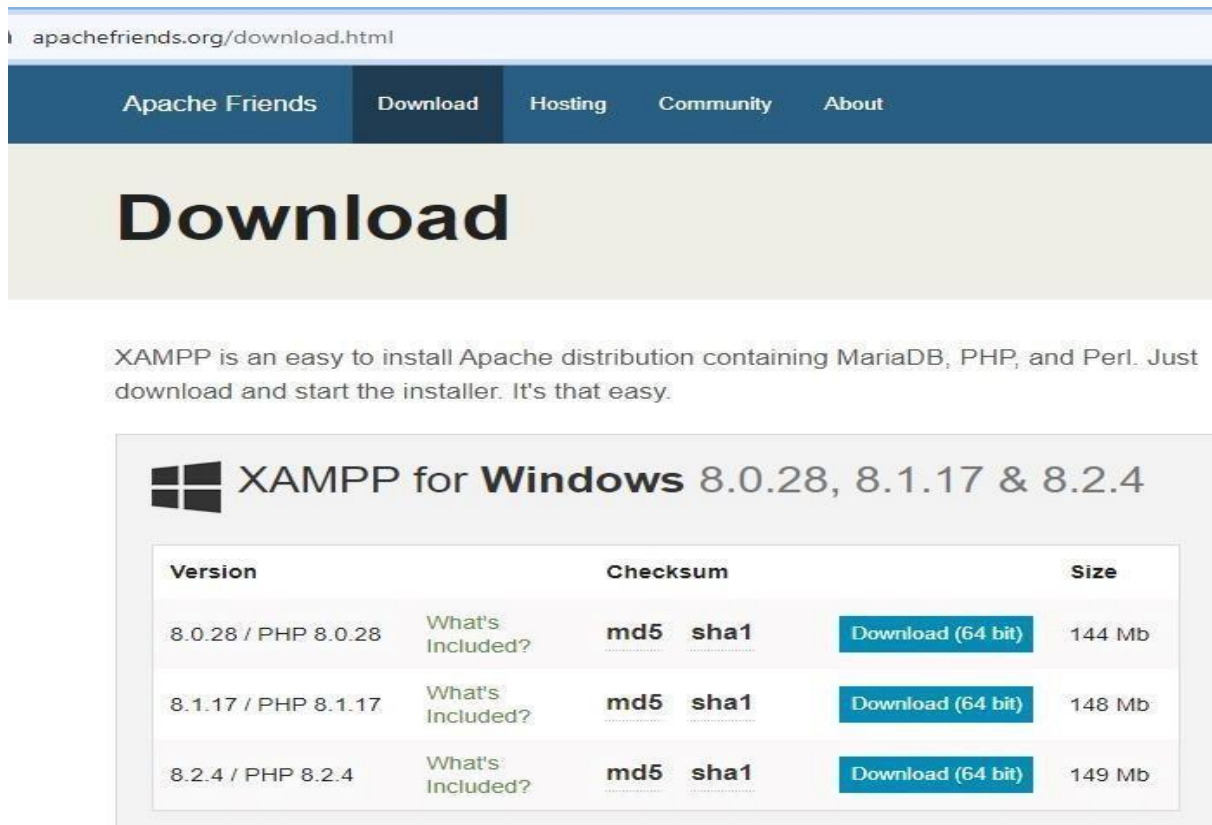 apachefriends.org/download.html
Apache Friends Download Hosting Community About
Download
XAMPP is an easy to install Apache distribution containing MariaDB, PHP, and Perl. Just
download and start the installer. It's that easy.
XAMPP for Windows 8.0.28, 8.1.17 & 8.2.4
Version Checksum Size
8.0.28 / PHP 8.0.28 What's Included? md5 sha1 Download (64 bit) 144 Mb
8.1.17 / PHP 8.1.17 What's Included? md5 sha1 Download (64 bit) 148 Mb
8.2.4 / PHP 8.2.4 What's Included? md5 sha1 Download (64 bit) 149 Mb